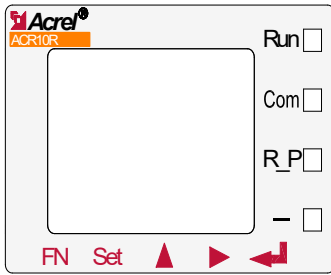 Acrel®
ACR10R
Run
Com
R_P
–
FN Set